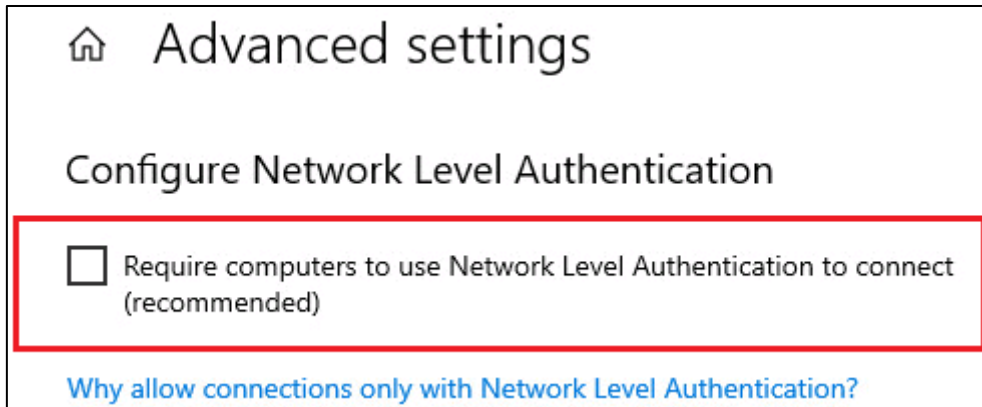 Advanced settings
Configure Network Level Authentication
Require computers to use Network Level Authentication to connect
(recommended)
Why allow connections only with Network Level Authentication?